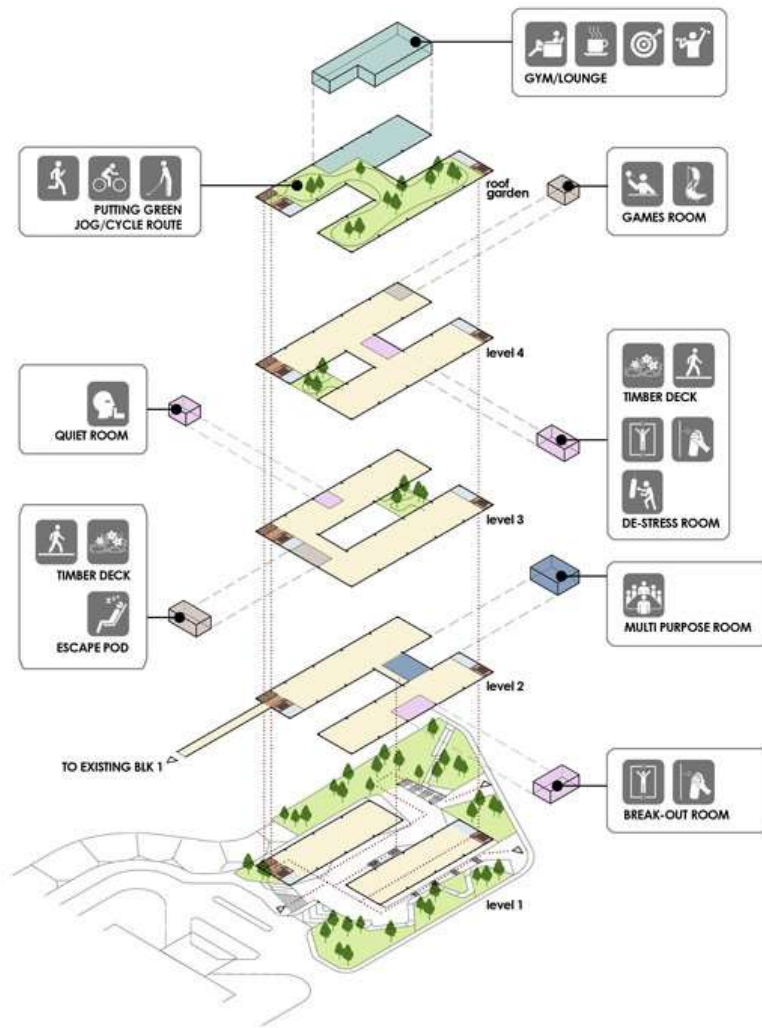 GYM/LOUNGE
PUTTING GREEN
JOG/CYCLE ROUTE
roof
garden
GAMES ROOM
level 4
TIMBER DECK
QUIET ROOM
DE-STRESS ROOM
level 3
TIMBER DECK
ESCAPE POD
MULTI PURPOSE ROOM
level 2
TO EXISTING BLK 1
BREAK-OUT ROOM
level 1